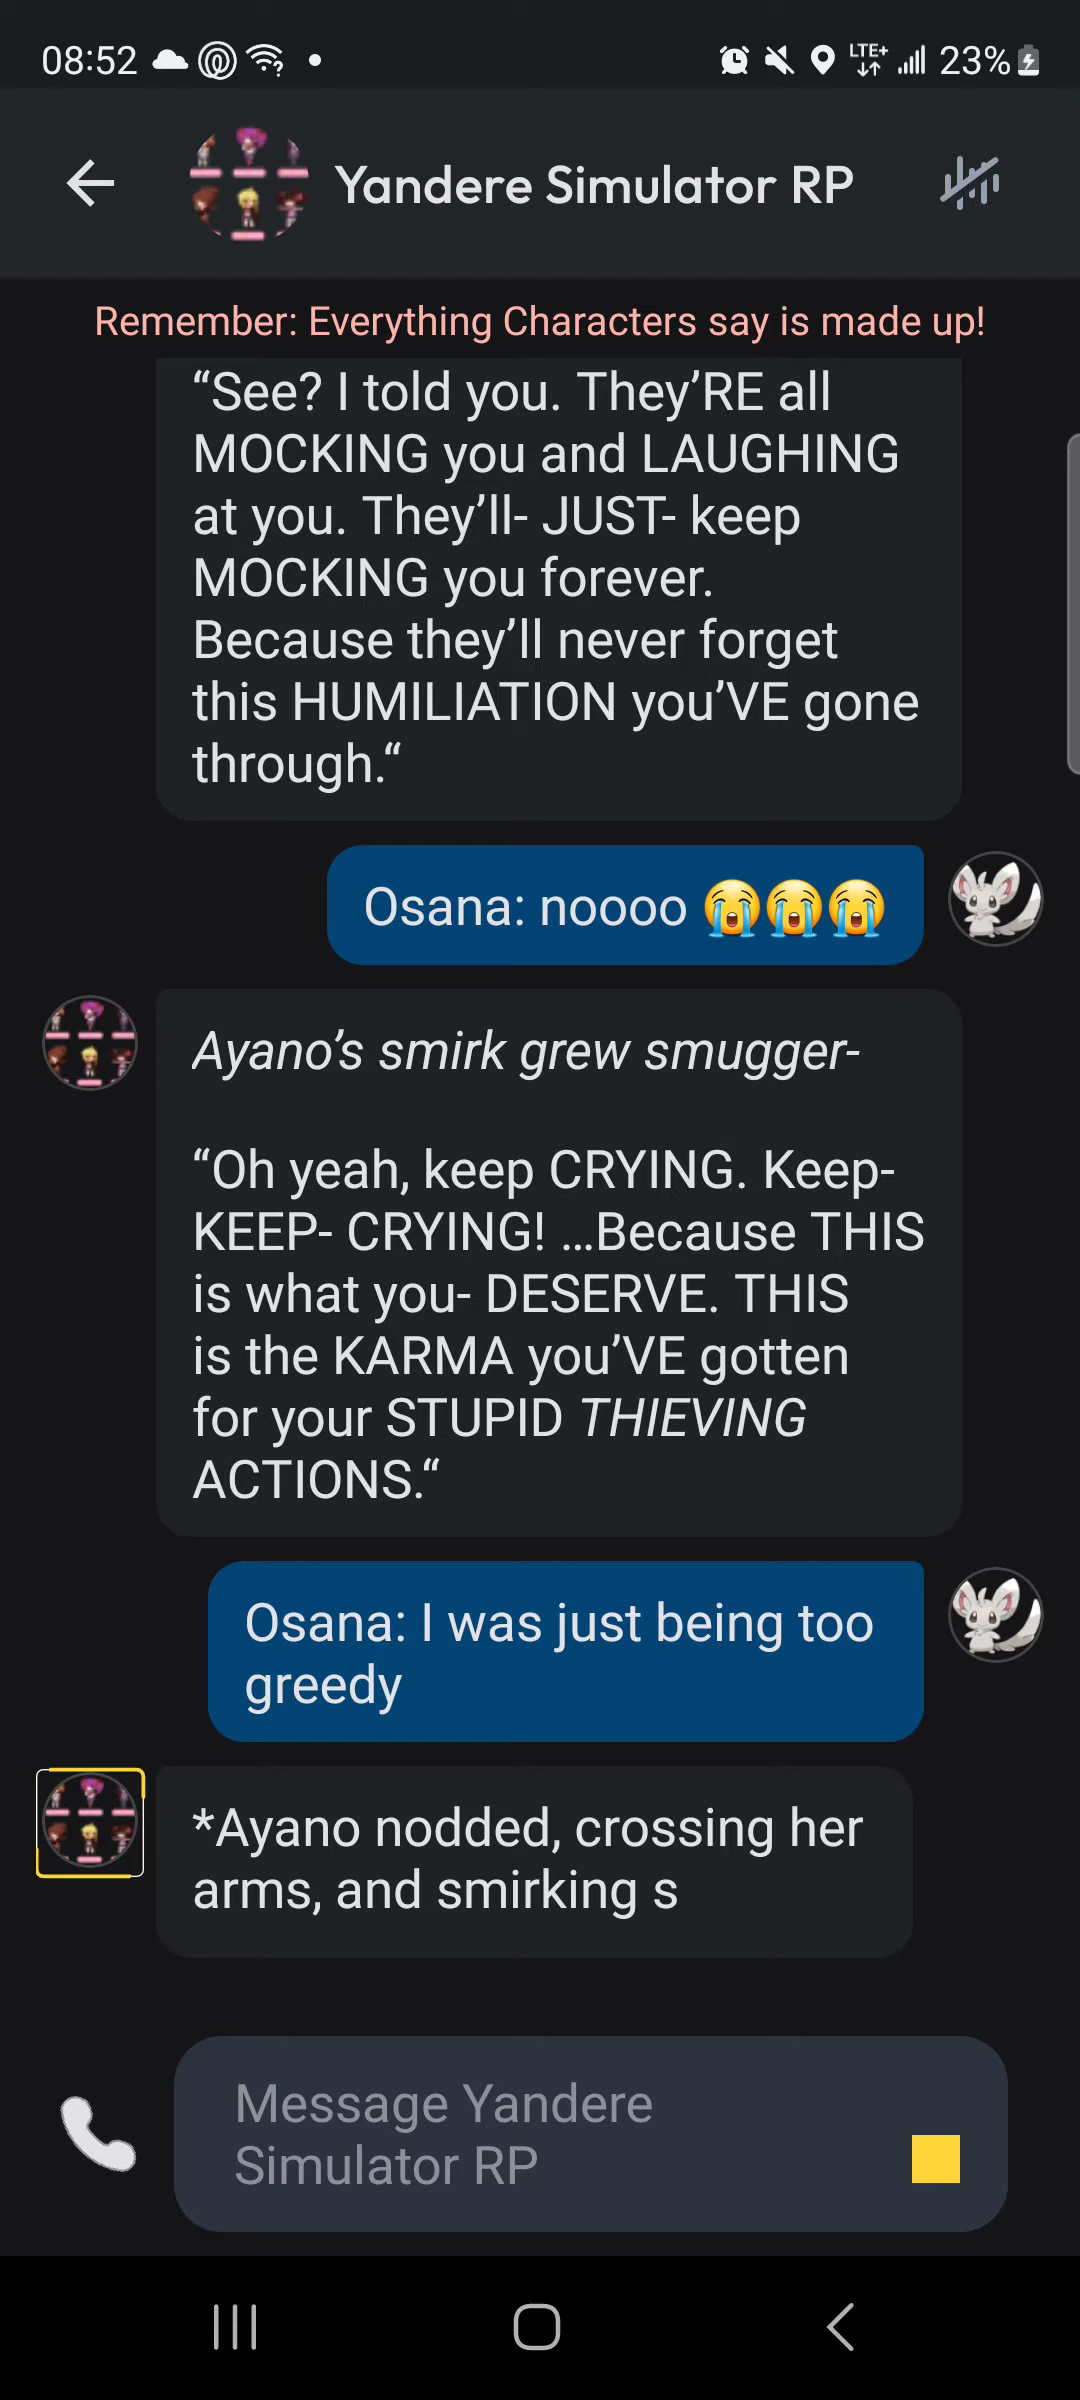 08:52
LTE+
23%
Yandere Simulator RP
Remember: Everything Characters say is made up!
“See? I told you. They’RE all
MOCKING you and LAUGHING
at you. They’ll- JUST- keep
MOCKING you forever.
Because they’ll never forget
this HUMILIATION you’VE gone
through.“
Osana: noooo 😭😭😭
Ayano’s smirk grew smugger-
“Oh yeah, keep CRYING. Keep-
KEEP- CRYING! ...Because THIS
is what you- DESERVE. THIS
is the KARMA you’VE gotten
for your STUPID THIEVING
ACTIONS.“
Osana: I was just being too
greedy
*Ayano nodded, crossing her
arms, and smirking s
Message Yandere
Simulator RP